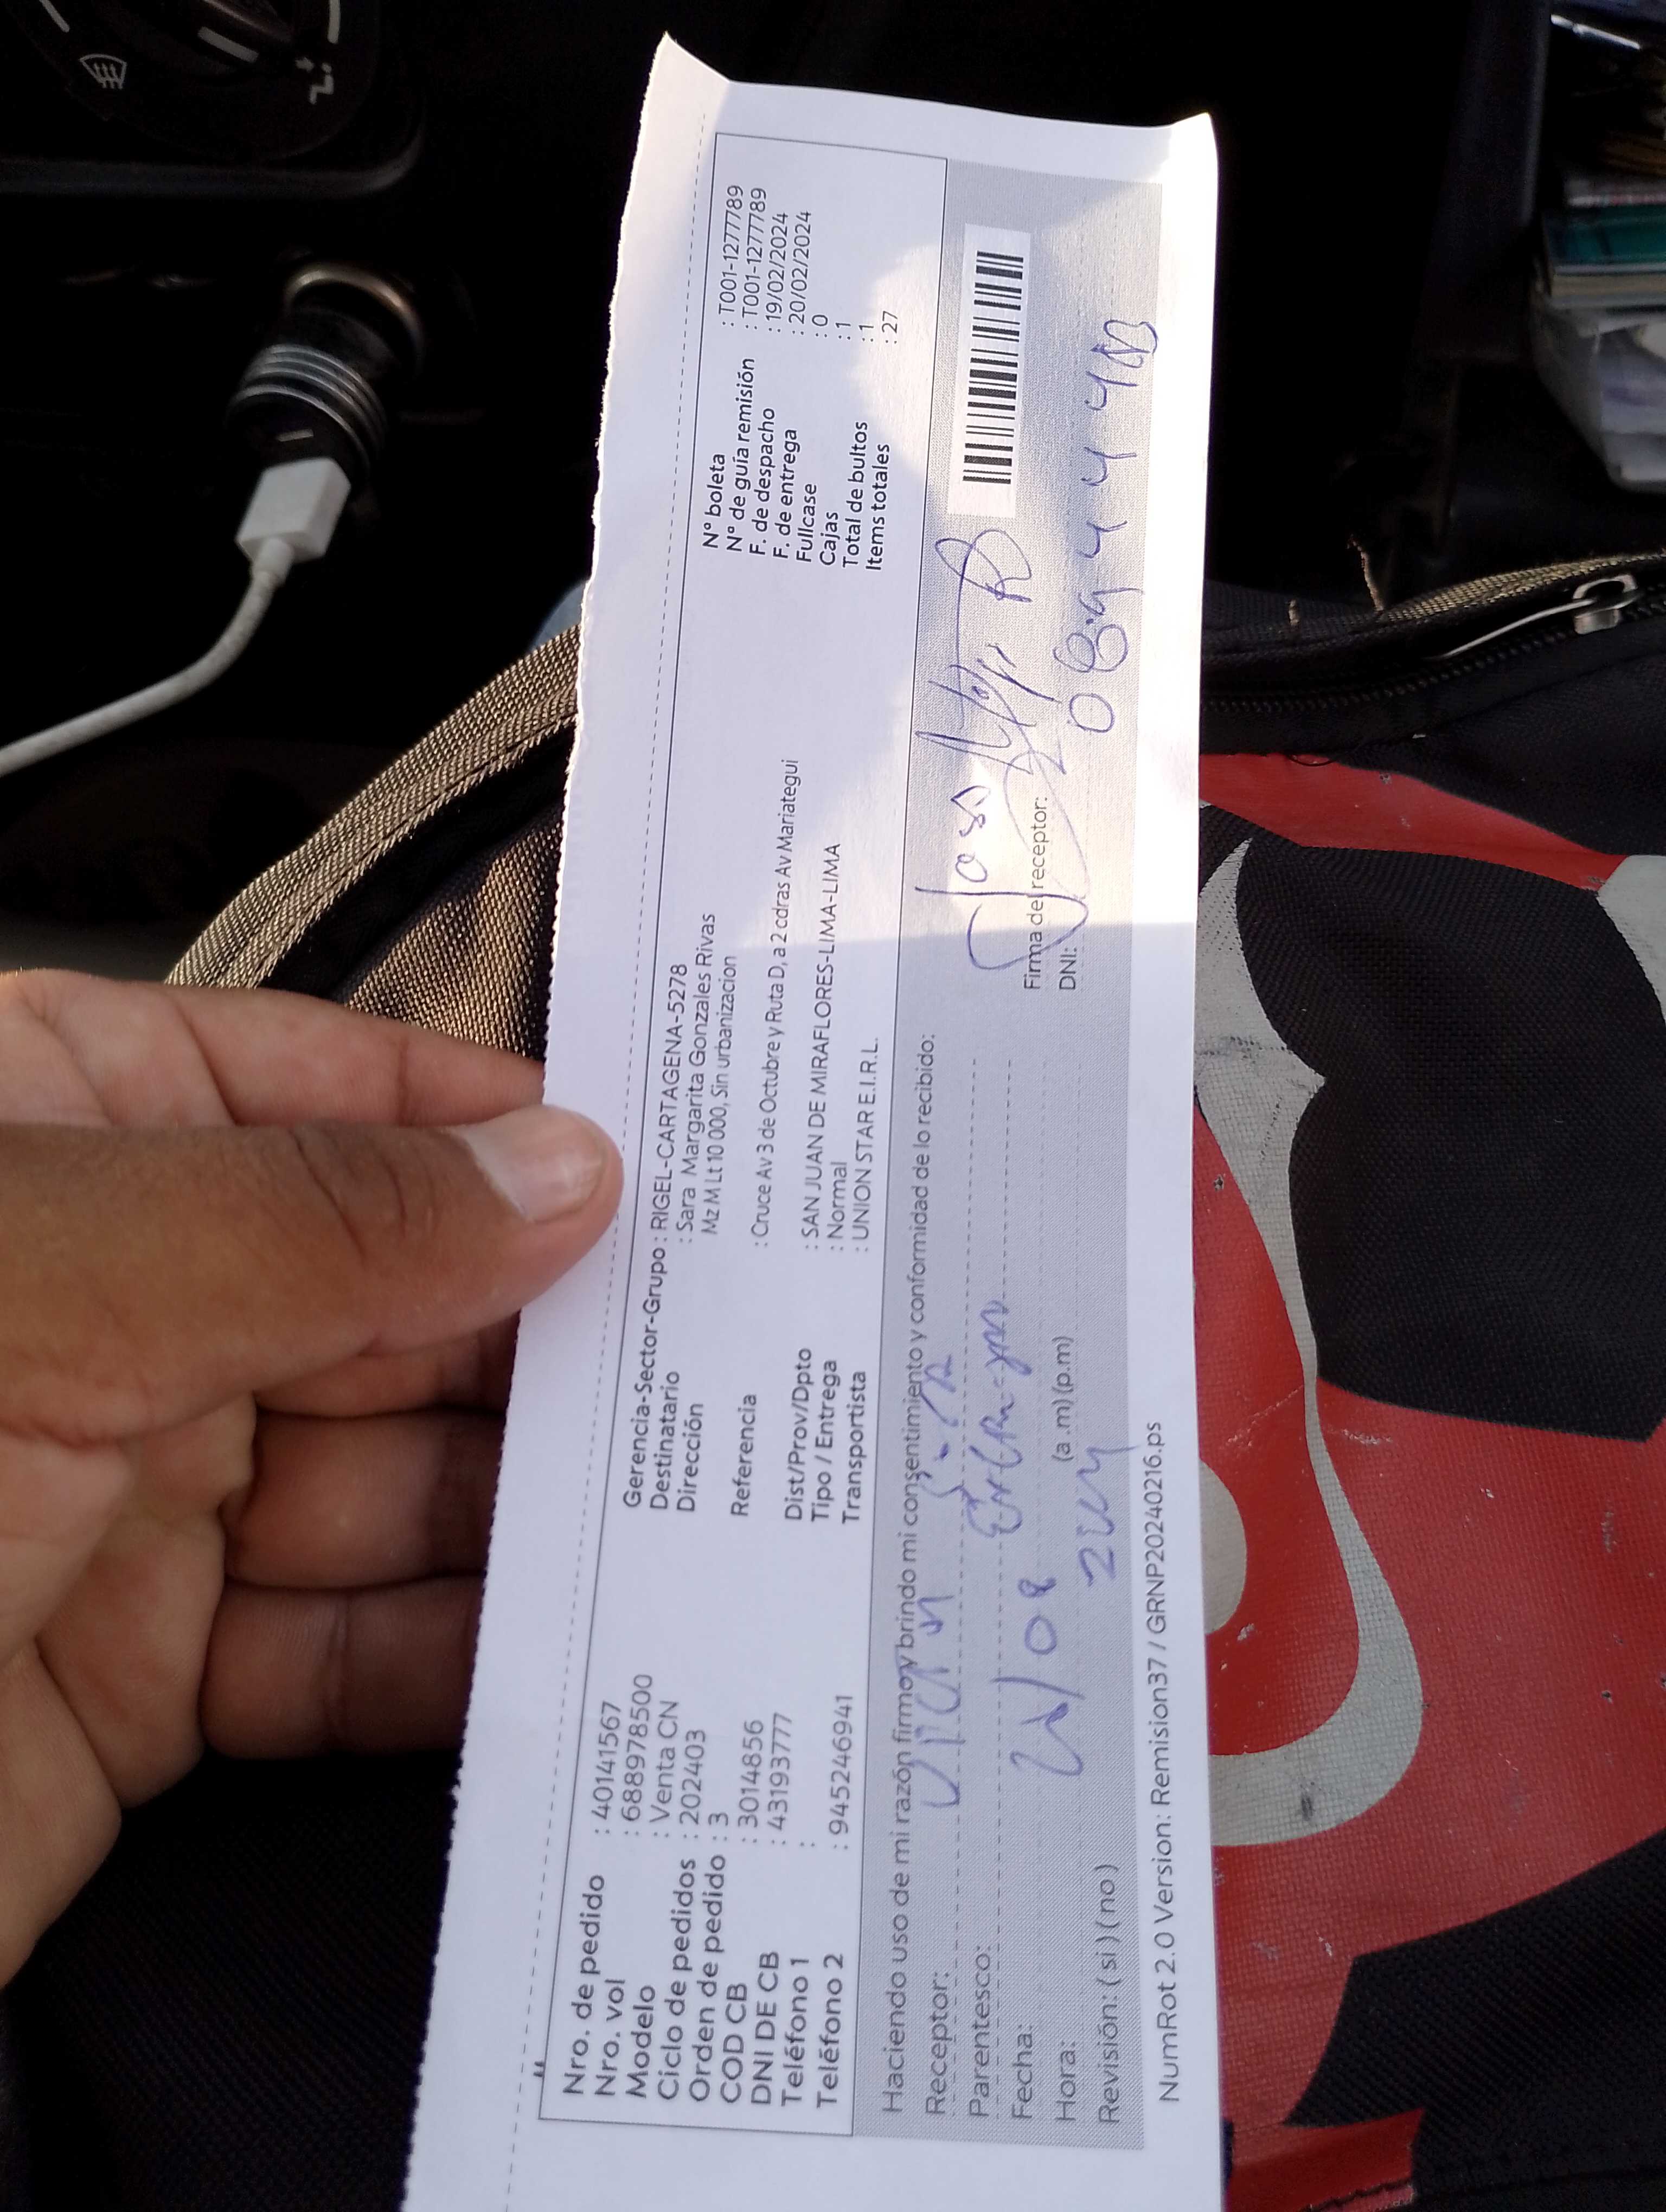 Nro. de pedido : 40141567
Nro. vol : 688978500
Modelo : Venta CN
Ciclo de pedidos : 202403
Orden de pedido : 3
COD CB : 3014856
DNI DE CB : 43193777
Teléfono 1 :
Teléfono 2 : 945246941
Gerencia-Sector-Grupo : RIGEL-CARTAGENA-5278
Destinatario : Sara Margarita Gonzales Rivas
Dirección Mz M Lt 10 000, Sin urbanizacion
Referencia : Cruce Av 3 de Octubre y Ruta D, a 2 cdras Av Mariategui
Dist/Prov/Dpto : SAN JUAN DE MIRAFLORES-LIMA-LIMA
Tipo / Entrega : Normal
Transportista : UNION STAR E.I.R.L.
N° boleta : T001-1277789
N° de guía remisión : T001-1277789
F. de despacho : 19/02/2024
F. de entrega : 20/02/2024
Fullcase : 0
Cajas : 1
Total de bultos : 1
Items totales : 27
Haciendo uso de mi razón firmo y brindo mi consentimiento y conformidad de lo recibido:
Receptor:
Parentesco:
Fecha:
Hora: (a.m) (p.m)
Revisión: (si) (no)
Firma del receptor:
DNI:
NumRot 2.0 Version: Remision37 / GRNP20240216.ps